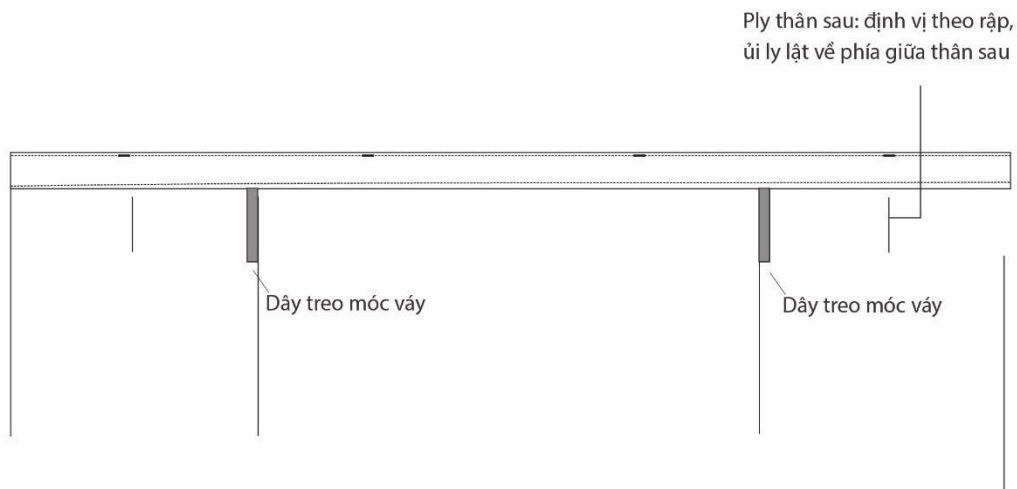 Ply thân sau: định vị theo rập,
ủi ly lật về phía giữa thân sau
Dây treo móc váy
Dây treo móc váy